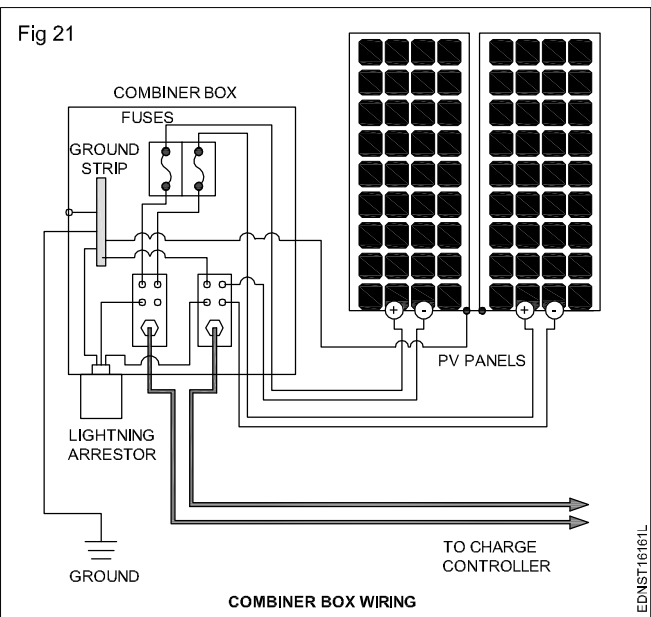 Fig 21
COMBINER BOX
FUSES
GROUND
STRIP
+
-
+
-
PV PANELS
LIGHTNING
ARRESTOR
TO CHARGE
CONTROLLER
GROUND
COMBINER BOX WIRING
EDNST16161L